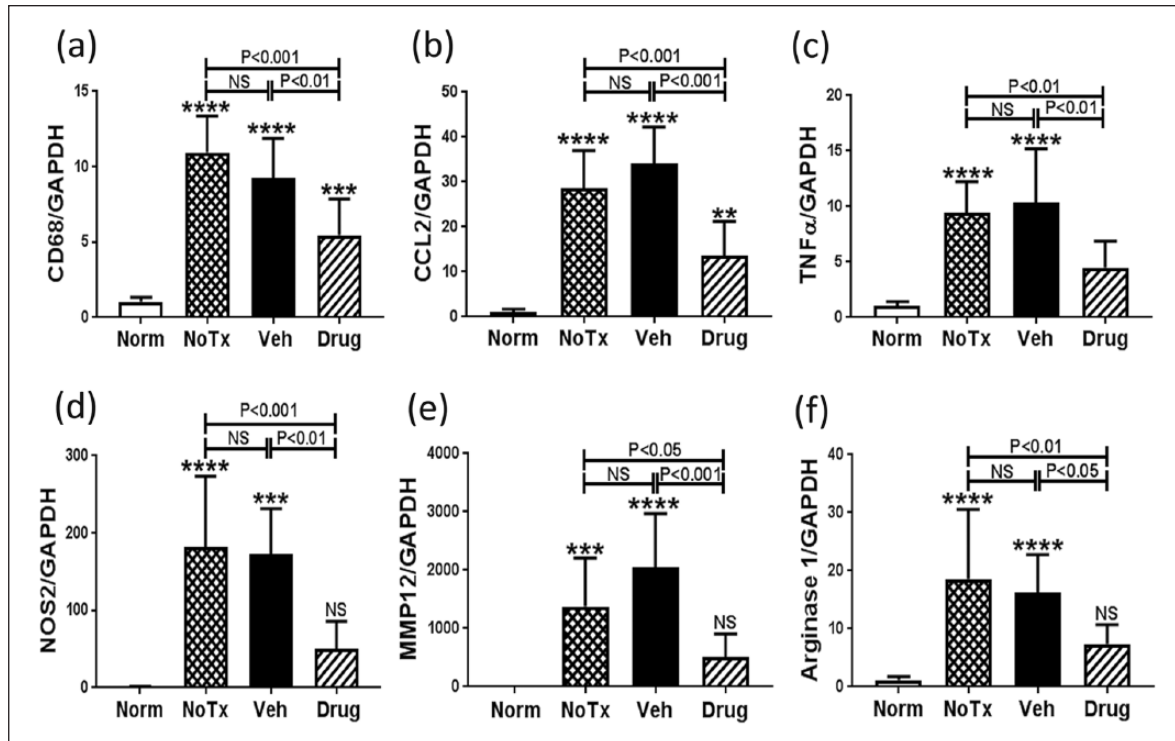 (a)
P<0.001
NS P<0.01
CD68/GAPDH
15
10
5
0
****
****
***
Norm NoTx Veh Drug
(b)
P<0.001
NS P<0.001
CCL2/GAPDH
50
40
30
20
10
0
****
****
**
Norm NoTx Veh Drug
(c)
P<0.01
NS P<0.01
TNFα/GAPDH
20
15
10
5
0
****
****
Norm NoTx Veh Drug
(d)
P<0.001
NS P<0.01
NOS2/GAPDH
300
200
100
0
****
***
NS
Norm NoTx Veh Drug
(e)
P<0.05
NS P<0.001
MMP12/GAPDH
4000
3000
2000
1000
0
***
****
NS
Norm NoTx Veh Drug
(f)
P<0.01
NS P<0.05
Arginase 1/GAPDH
40
30
20
10
0
****
****
NS
Norm NoTx Veh Drug